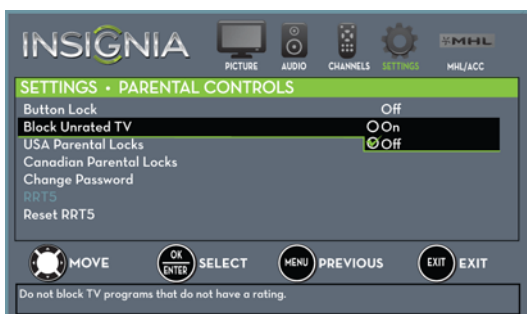 INSIGNIA
PICTURE AUDIO CHANNELS SETTINGS MHL MHL/ACC
SETTINGS • PARENTAL CONTROLS
Button Lock Off
Block Unrated TV On
USA Parental Locks Off
Canadian Parental Locks
Change Password
RRT5
Reset RRT5
MOVE OK ENTER SELECT MENU PREVIOUS EXIT EXIT
Do not block TV programs that do not have a rating.